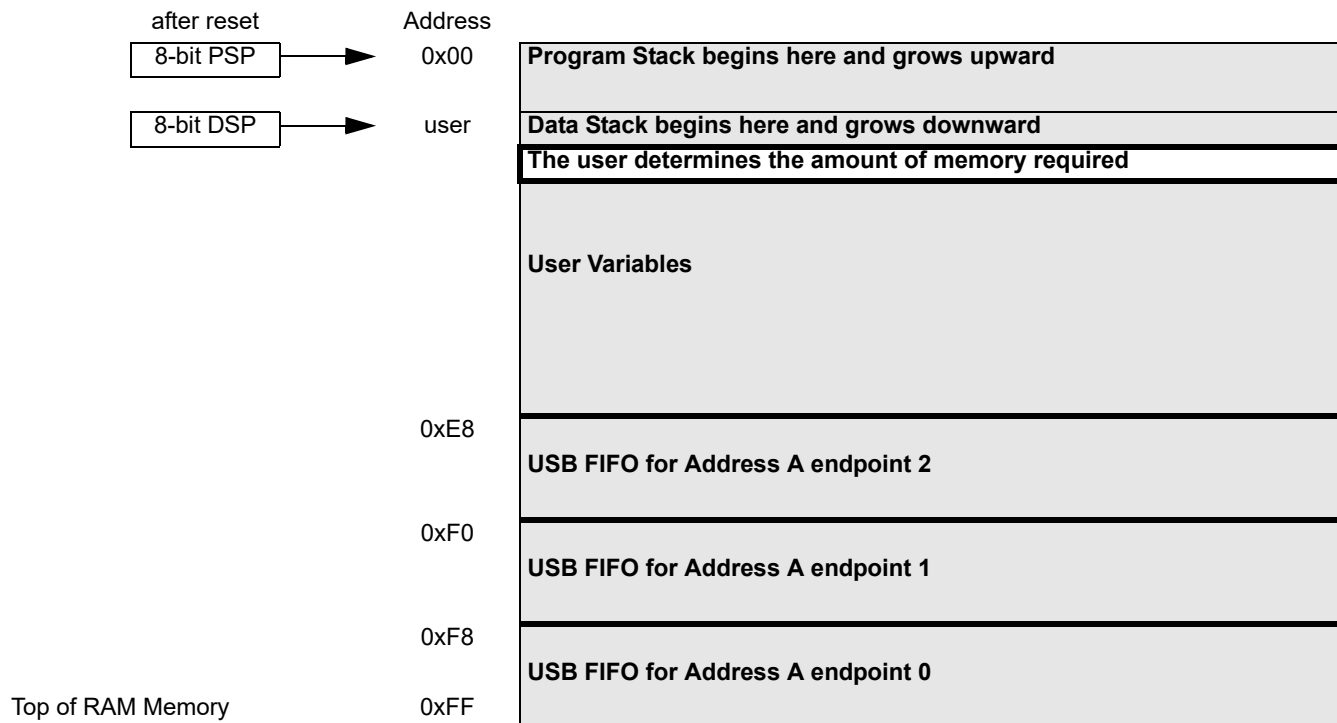 after reset Address
8-bit PSP 0x00 Program Stack begins here and grows upward
8-bit DSP user Data Stack begins here and grows downward
The user determines the amount of memory required
User Variables
0xE8
USB FIFO for Address A endpoint 2
0xF0
USB FIFO for Address A endpoint 1
0xF8
USB FIFO for Address A endpoint 0
Top of RAM Memory 0xFF